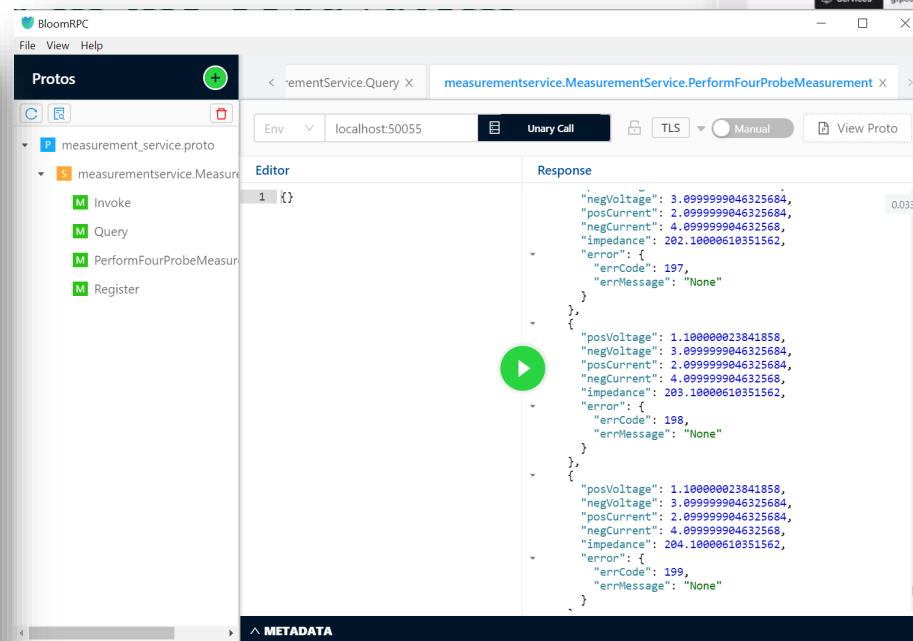 Services
BloomRPC
File View Help
Protos
rementService.Query
measurementservice.MeasurementService.PerformFourProbeMeasurement
Env localhost:50055 Unary Call TLS Manual View Proto
P measurement_service.proto
S measurementservice.Measure
M Invoke
M Query
M PerformFourProbeMeasur
M Register
Editor
1 {}
Response
0.033
"negVoltage": 3.0999999046325684,
"posCurrent": 2.0999999046325684,
"negCurrent": 4.099999904632568,
"impedance": 202.10000610351562,
"error": {
"errCode": 197,
"errMessage": "None"
}
},
{
"posVoltage": 1.100000023841858,
"negVoltage": 3.0999999046325684,
"posCurrent": 2.0999999046325684,
"negCurrent": 4.099999904632568,
"impedance": 203.10000610351562,
"error": {
"errCode": 198,
"errMessage": "None"
}
},
{
"posVoltage": 1.100000023841858,
"negVoltage": 3.0999999046325684,
"posCurrent": 2.0999999046325684,
"negCurrent": 4.099999904632568,
"impedance": 204.10000610351562,
"error": {
"errCode": 199,
"errMessage": "None"
}
METADATA